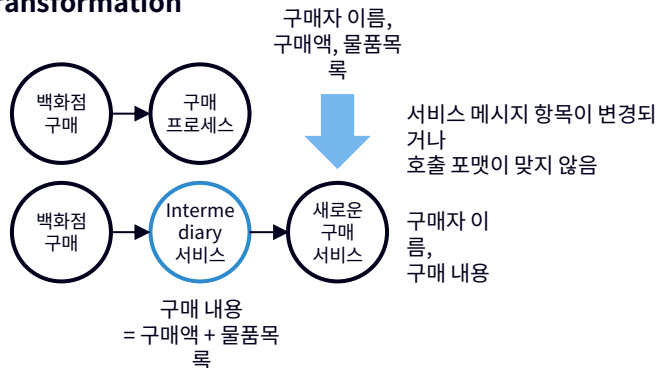 ransformation
구매자 이름,
구매액, 물품목
록
백화점
구매
구매
프로세스
서비스 메시지 항목이 변경되
거나
호출 포맷이 맞지 않음
백화점
구매
Interme
diary
서비스
새로운
구매
서비스
구매자 이
름,
구매 내용
구매 내용
= 구매액 + 물품목
록